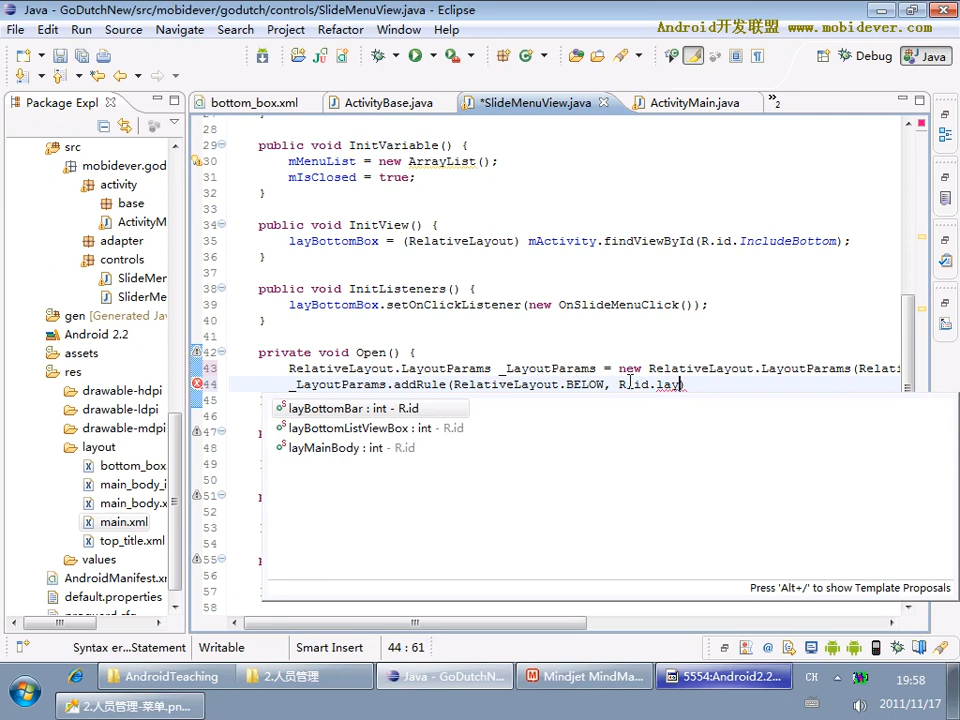 Java - GoDutchNew/src/mobidever/godutch/controls/SlideMenuView.java - Eclipse
File Edit Run Source Navigate Search Project Refactor Window Help
Android开发联盟 www.mobidever.com
Debug Java
Package Expl
bottom_box.xml ActivityBase.java *SlideMenuView.java ActivityMain.java »2
src
mobidever.god
activity
base
ActivityM
adapter
controls
SlideMen
SliderMe
gen [Generated J
Android 2.2
assets
res
drawable-hdpi
drawable-ldpi
drawable-mdpi
layout
bottom_box
main_body_i
main_body.x
main.xml
top_title.xml
values
AndroidManifest.xm
default.properties
28
29 public void InitVariable() {
30 mMenuList = new ArrayList();
31 mIsClosed = true;
32 }
33
34 public void InitView() {
35 layBottomBox = (RelativeLayout) mActivity.findViewById(R.id.IncludeBottom);
36 }
37
38 public void InitListeners() {
39 layBottomBox.setOnClickListener(new OnSlideMenuClick());
40 }
41
42 private void Open() {
43 RelativeLayout.LayoutParams _LayoutParams = new RelativeLayout.LayoutParams(Relati
44 _LayoutParams.addRule(RelativeLayout.BELOW, R.id.lay)
45
46
47
48
49
50
51
52
53
54
55
56
57
58
layBottomBar : int - R.id
layBottomListViewBox : int - R.id
layMainBody : int - R.id
Press 'Alt+/' to show Template Proposals
Syntax er...Statement Writable Smart Insert 44 : 61
AndroidTeaching 2.人员管理 Java - GoDutchN... Mindjet MindMa... 5554:Android2.2... CH 19:58
2.人员管理-菜单.pn... 2011/11/17